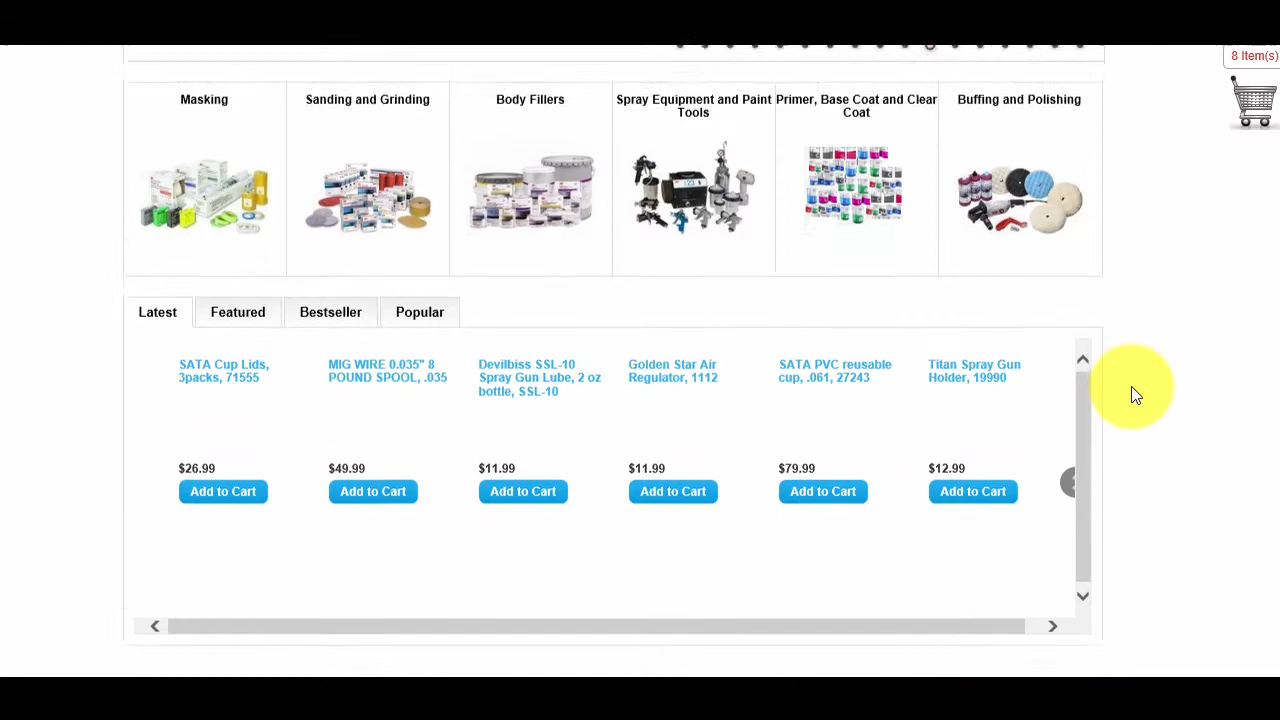 8 Item(s)
Masking
Sanding and Grinding
Body Fillers
Spray Equipment and Paint
Tools
Primer, Base Coat and Clear
Coat
Buffing and Polishing
Latest
Featured
Bestseller
Popular
SATA Cup Lids,
3packs, 71555
MIG WIRE 0.035" 8
POUND SPOOL, .035
Devilbiss SSL-10
Spray Gun Lube, 2 oz
bottle, SSL-10
Golden Star Air
Regulator, 1112
SATA PVC reusable
cup, .061, 27243
Titan Spray Gun
Holder, 19990
$26.99
$49.99
$11.99
$11.99
$79.99
$12.99
Add to Cart
Add to Cart
Add to Cart
Add to Cart
Add to Cart
Add to Cart